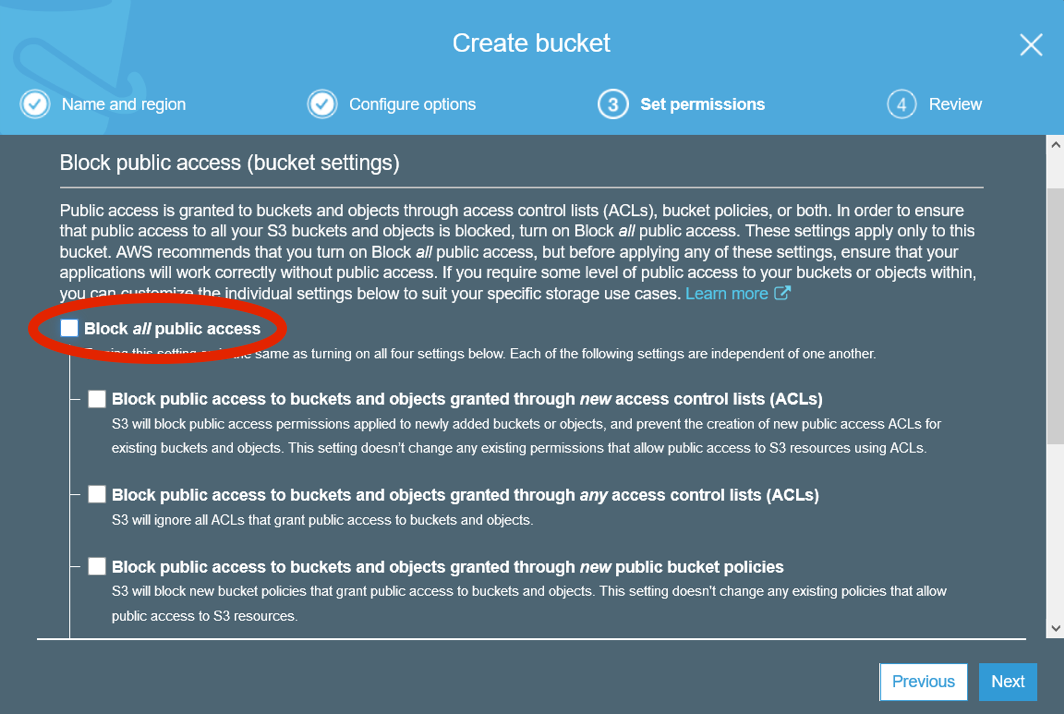 Create bucket
Name and region
Configure options
3 Set permissions
4 Review
Block public access (bucket settings)
Public access is granted to buckets and objects through access control lists (ACLs), bucket policies, or both. In order to ensure
that public access to all your S3 buckets and objects is blocked, turn on Block all public access. These settings apply only to this
bucket. AWS recommends that you turn on Block all public access, but before applying any of these settings, ensure that your
applications will work correctly without public access. If you require some level of public access to your buckets or objects within,
you can customize the individual settings below to suit your specific storage use cases. Learn more
Block all public access
this setting the same as turning on all four settings below. Each of the following settings are independent of one another.
Block public access to buckets and objects granted through new access control lists (ACLs)
S3 will block public access permissions applied to newly added buckets or objects, and prevent the creation of new public access ACLs for
existing buckets and objects. This setting doesn't change any existing permissions that allow public access to S3 resources using ACLs.
Block public access to buckets and objects granted through any access control lists (ACLs)
S3 will ignore all ACLs that grant public access to buckets and objects.
Block public access to buckets and objects granted through new public bucket policies
S3 will block new bucket policies that grant public access to buckets and objects. This setting doesn't change any existing policies that allow
public access to S3 resources.
Previous
Next